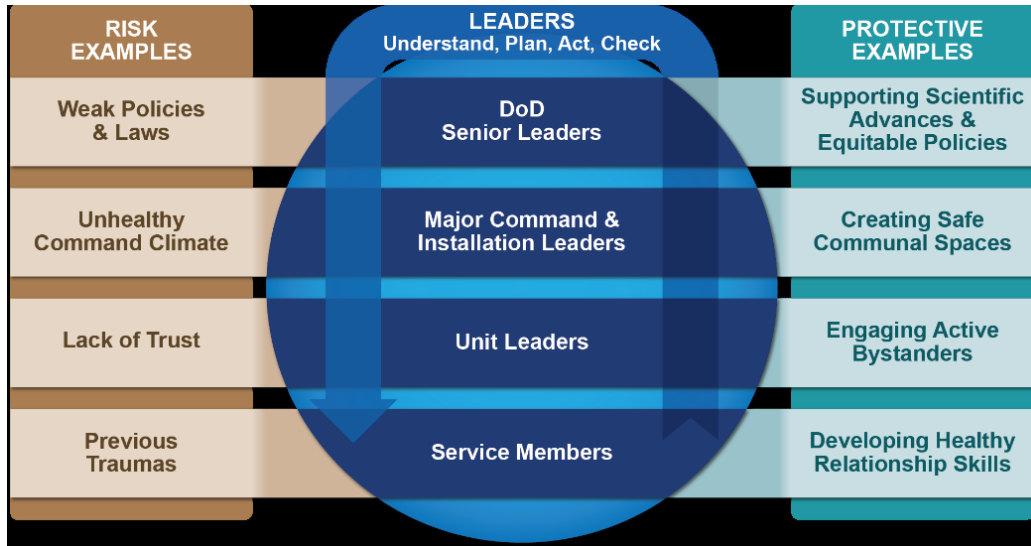 RISK
EXAMPLES
LEADERS
Understand, Plan, Act, Check
PROTECTIVE
EXAMPLES
Weak Policies
& Laws
DoD
Senior Leaders
Supporting Scientific
Advances &
Equitable Policies
Unhealthy
Command Climate
Major Command &
Installation Leaders
Creating Safe
Communal Spaces
Lack of Trust
Unit Leaders
Engaging Active
Bystanders
Previous
Traumas
Service Members
Developing Healthy
Relationship Skills